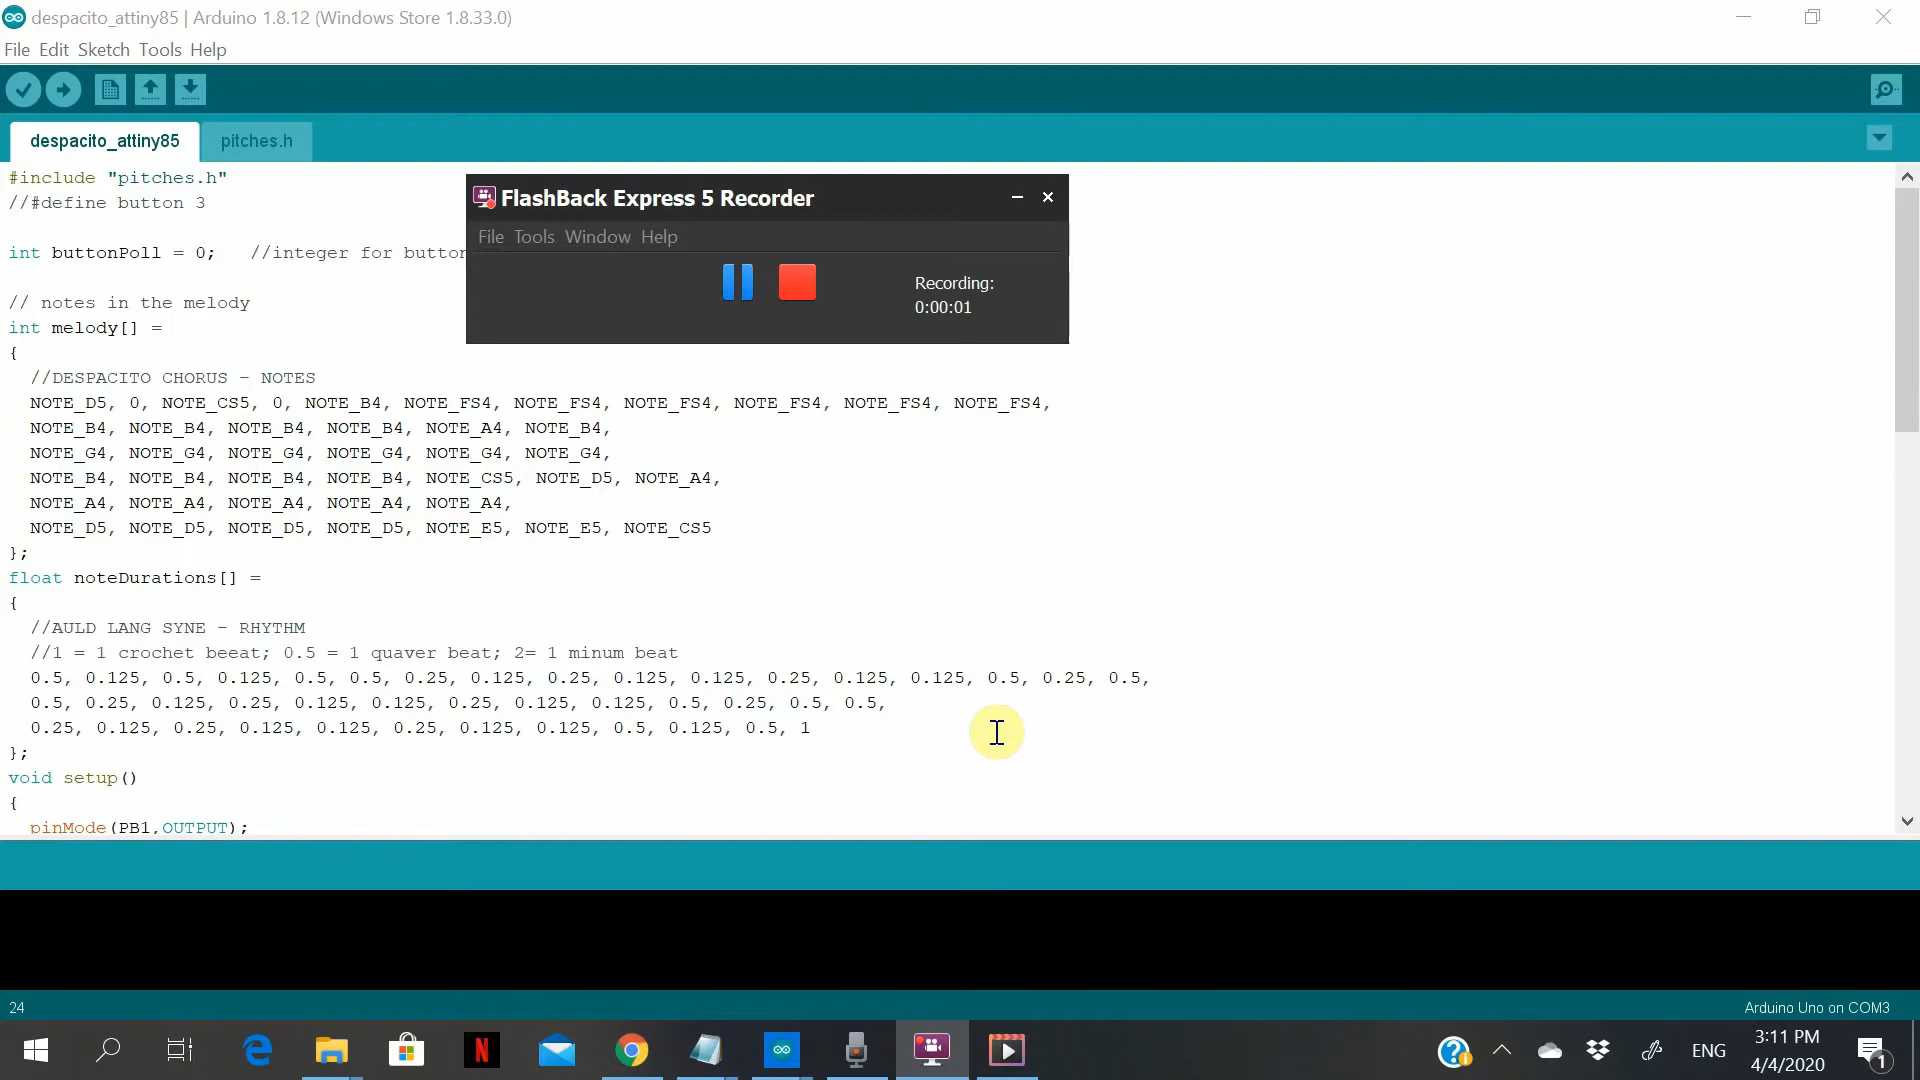 despacito_attiny85 | Arduino 1.8.12 (Windows Store 1.8.33.0)
File Edit Sketch Tools Help
despacito_attiny85
pitches.h
#include "pitches.h"
//#define button 3
int buttonPoll = 0;   //integer for button
// notes in the melody
int melody[] =
{
//DESPACITO CHORUS - NOTES
NOTE_D5, 0, NOTE_CS5, 0, NOTE_B4, NOTE_FS4, NOTE_FS4, NOTE_FS4, NOTE_FS4, NOTE_FS4, NOTE_FS4,
NOTE_B4, NOTE_B4, NOTE_B4, NOTE_B4, NOTE_A4, NOTE_B4,
NOTE_G4, NOTE_G4, NOTE_G4, NOTE_G4, NOTE_G4, NOTE_G4,
NOTE_B4, NOTE_B4, NOTE_B4, NOTE_B4, NOTE_CS5, NOTE_D5, NOTE_A4,
NOTE_A4, NOTE_A4, NOTE_A4, NOTE_A4, NOTE_A4,
NOTE_D5, NOTE_D5, NOTE_D5, NOTE_D5, NOTE_E5, NOTE_E5, NOTE_CS5
};
float noteDurations[] =
{
//AULD LANG SYNE - RHYTHM
//1 = 1 crochet beeat; 0.5 = 1 quaver beat; 2= 1 minum beat
0.5, 0.125, 0.5, 0.125, 0.5, 0.5, 0.25, 0.125, 0.25, 0.125, 0.125, 0.25, 0.125, 0.125, 0.5, 0.25, 0.5,
0.5, 0.25, 0.125, 0.25, 0.125, 0.125, 0.25, 0.125, 0.125, 0.5, 0.25, 0.5, 0.5,
0.25, 0.125, 0.25, 0.125, 0.125, 0.25, 0.125, 0.125, 0.5, 0.125, 0.5, 1
};
void setup()
{
pinMode(PB1,OUTPUT);
FlashBack Express 5 Recorder
File Tools Window Help
Recording:
0:00:01
24
Arduino Uno on COM3
ENG
3:11 PM
4/4/2020
1